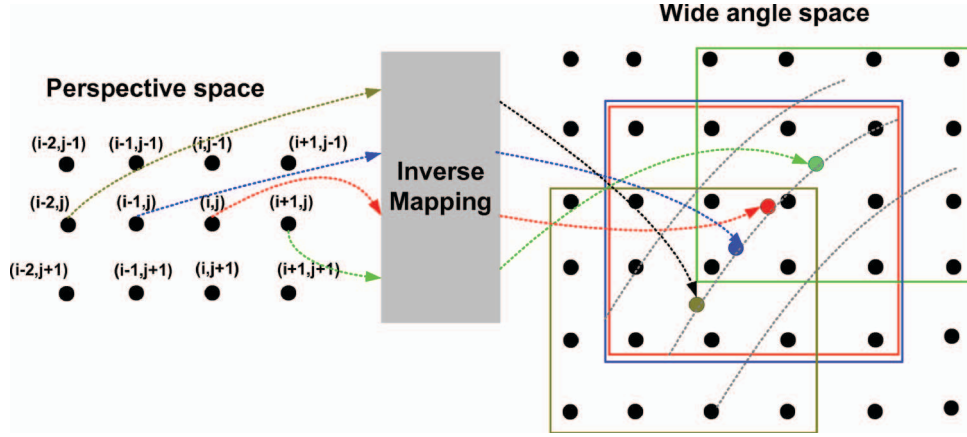 Wide angle space
Perspective space
(i-2,j-1) (i-1,j-1) (i,j-1) (i+1,j-1)
Inverse
Mapping
(i-2,j) (i-1,j) (i,j) (i+1,j)
(i-2,j+1) (i-1,j+1) (i,j+1) (i+1,j+1)